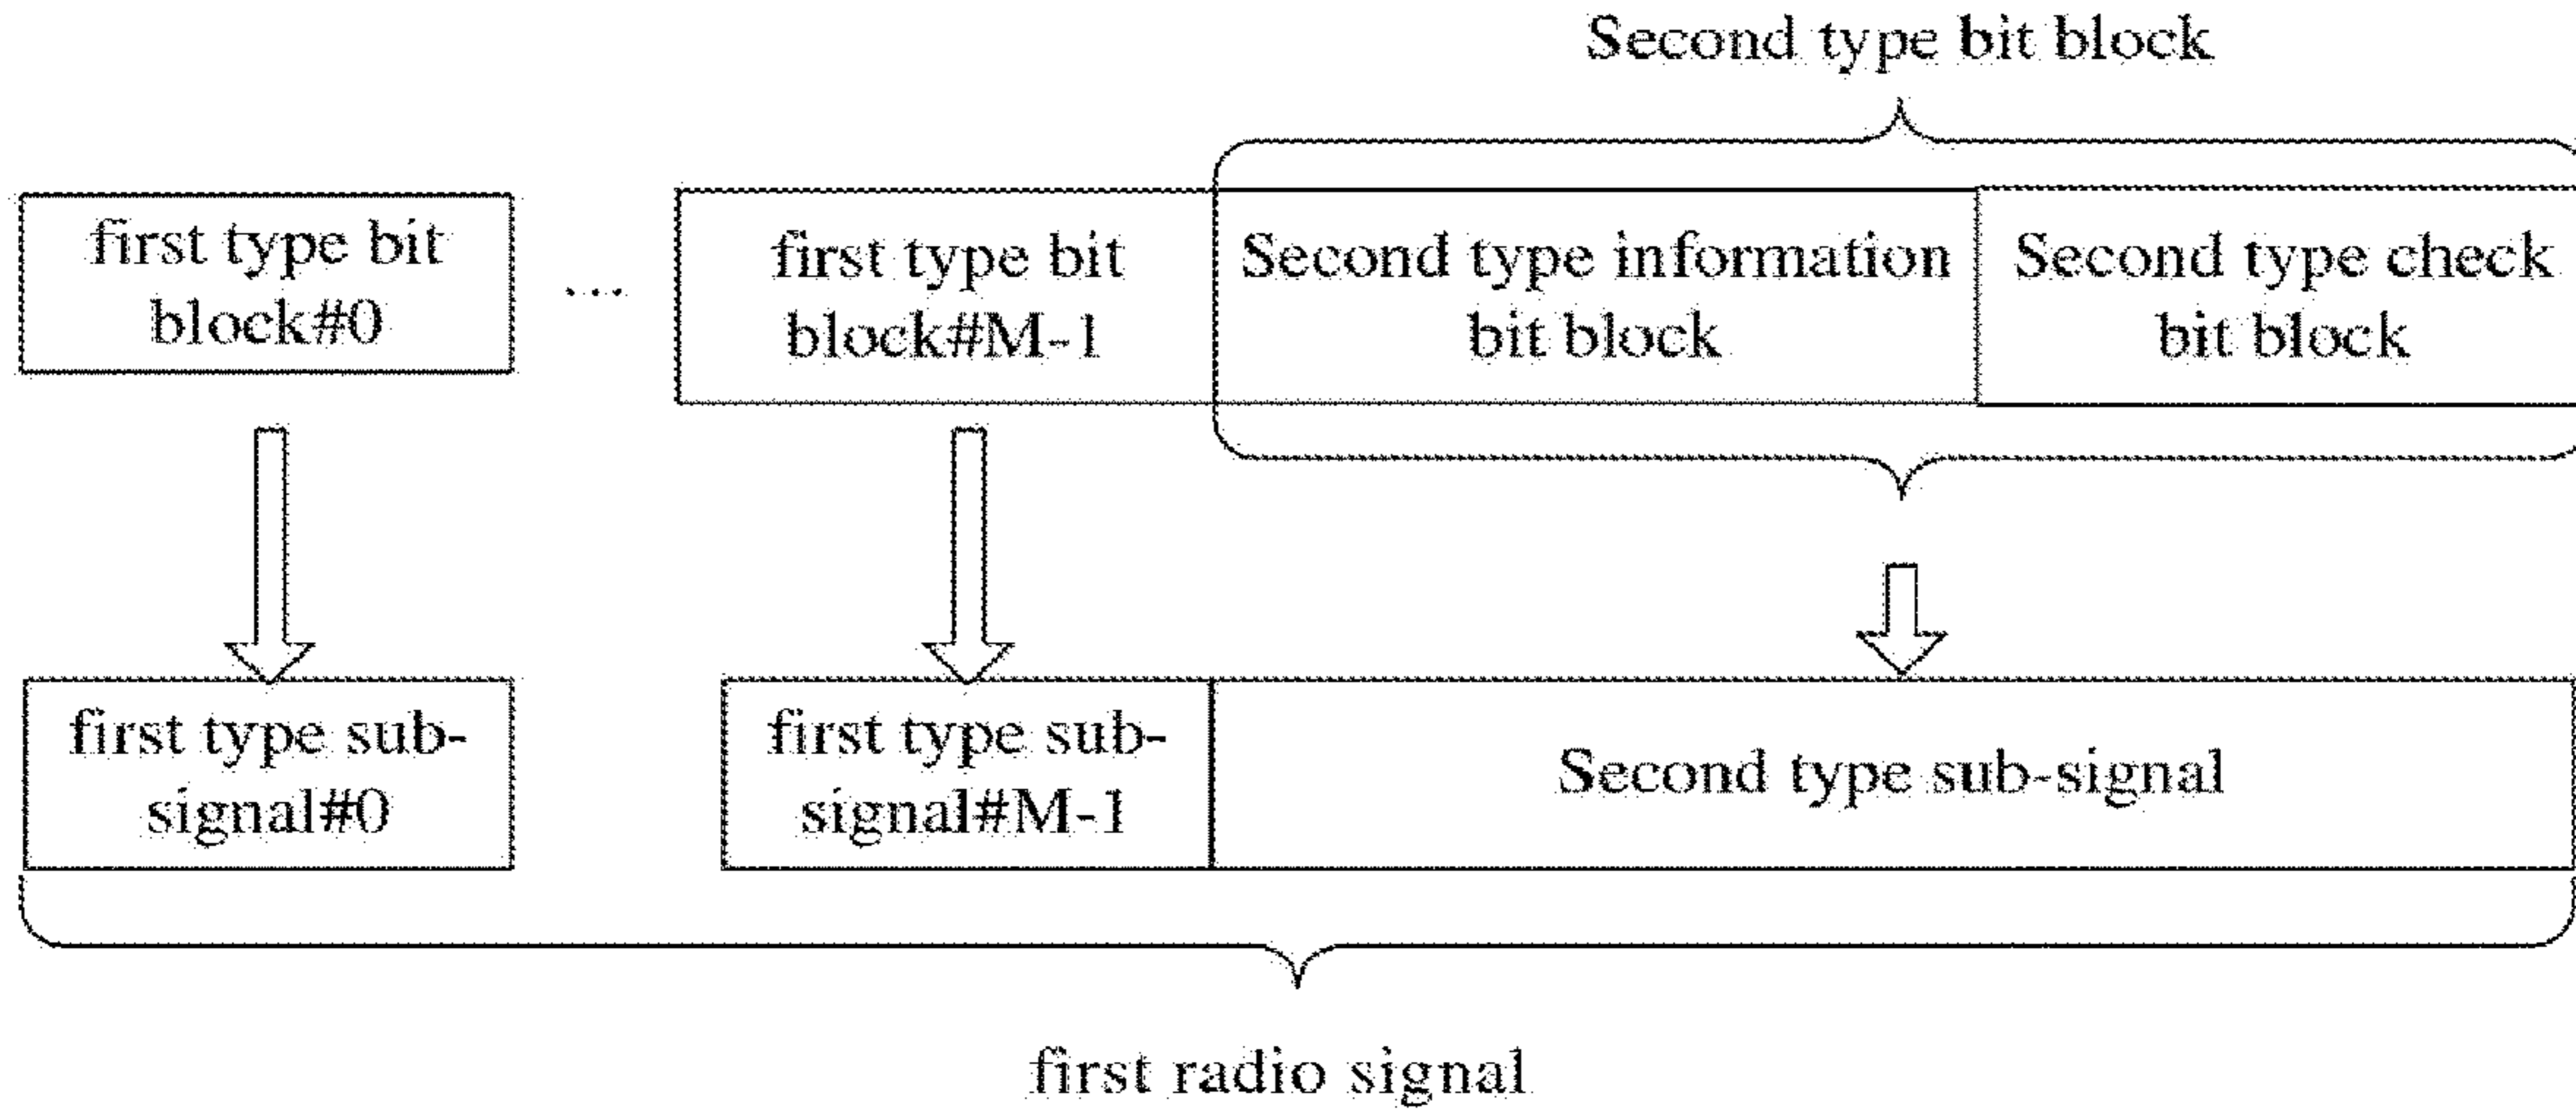 Second type bit block
first type bit
block#0
...
first type bit
block#M-1
Second type information
bit block
Second type check
bit block
first type sub-
signal#0
first type sub-
signal#M-1
Second type sub-signal
first radio signal